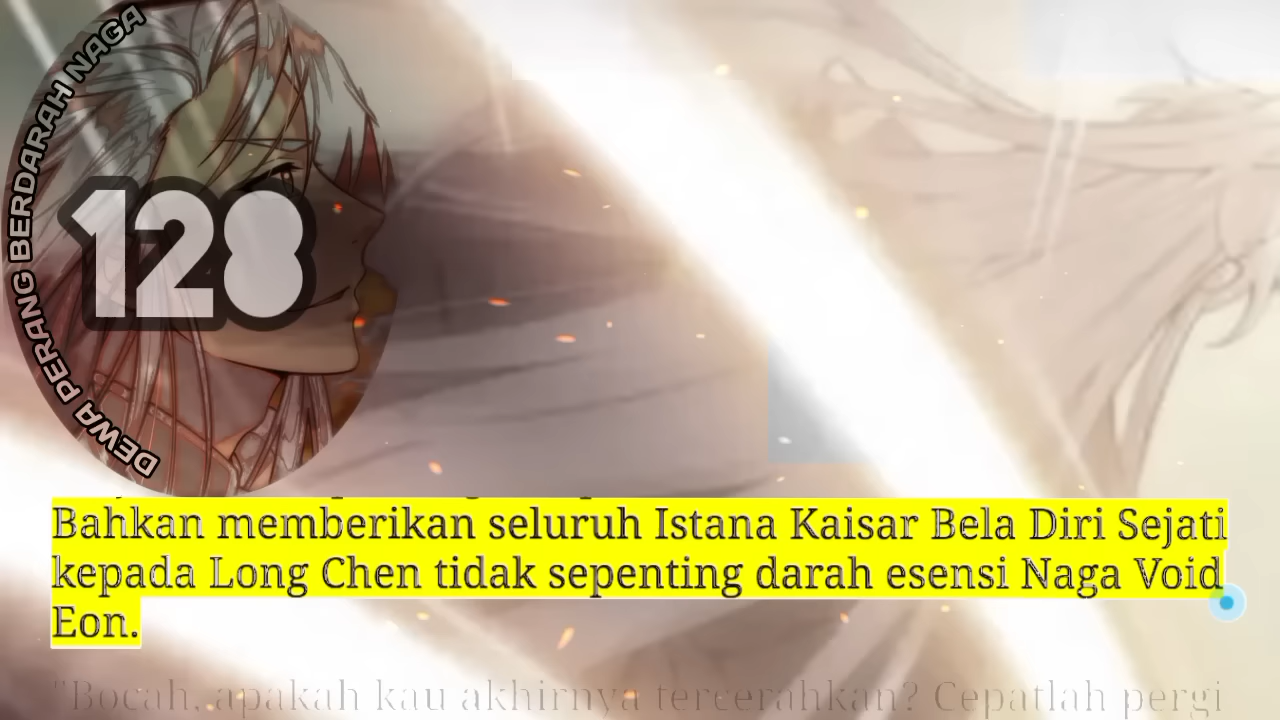 DEWA PERANG BERDARAH NAGA
128
Bahkan memberikan seluruh Istana Kaisar Bela Diri Sejati
kepada Long Chen tidak sepenting darah esensi Naga Void
Eon.
"Bocah, apakah kau akhirnya tercerahkan? Cepatlah pergi